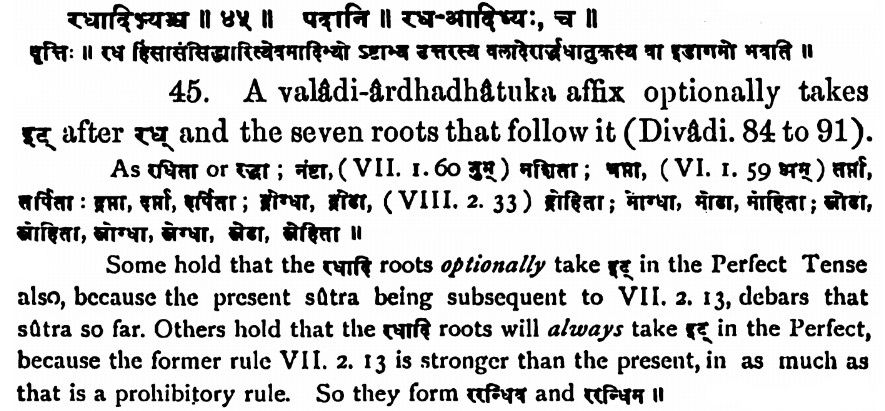 रधादिभ्यश्च ॥ ४५ ॥ पदानि ॥ रध-आदिभ्यः, च ॥
वृत्तिः ॥ रध हिंसासंसिद्ध्योरित्येवमादिभ्यो ऽष्टाभ्य उत्तरस्य वलादेरार्द्धधातुकस्य वा इडागमो भवति ॥
45. A valâdi-ârdhadhâtuka affix optionally takes
इट् after रध् and the seven roots that follow it (Divâdi. 84 to 91).
As रधिता or रद्धा ; नंष्टा, (VII. 1. 60 नुम्) नशिता ; त्रप्ता, (VI. 1. 59 अम्) तर्प्ता,
तर्पिता : द्रप्ता, दर्प्ता, दर्पिता ; द्रोग्धा, द्रोढा, (VIII. 2. 33) द्रोहिता ; मोग्धा, मोढा, मोहिता ; स्नोढा,
स्नोहिता, स्नोग्धा, स्नेग्धा, स्नेढा, स्नेहिता ॥
Some hold that the रधादि roots optionally take इट् in the Perfect Tense
also, because the present sûtra being subsequent to VII. 2. 13, debars that
sûtra so far. Others hold that the रधादि roots will always take इट् in the Perfect,
because the former rule VII. 2. 13 is stronger than the present, in as much as
that is a prohibitory rule. So they form ररन्धिव and ररन्धिम ॥